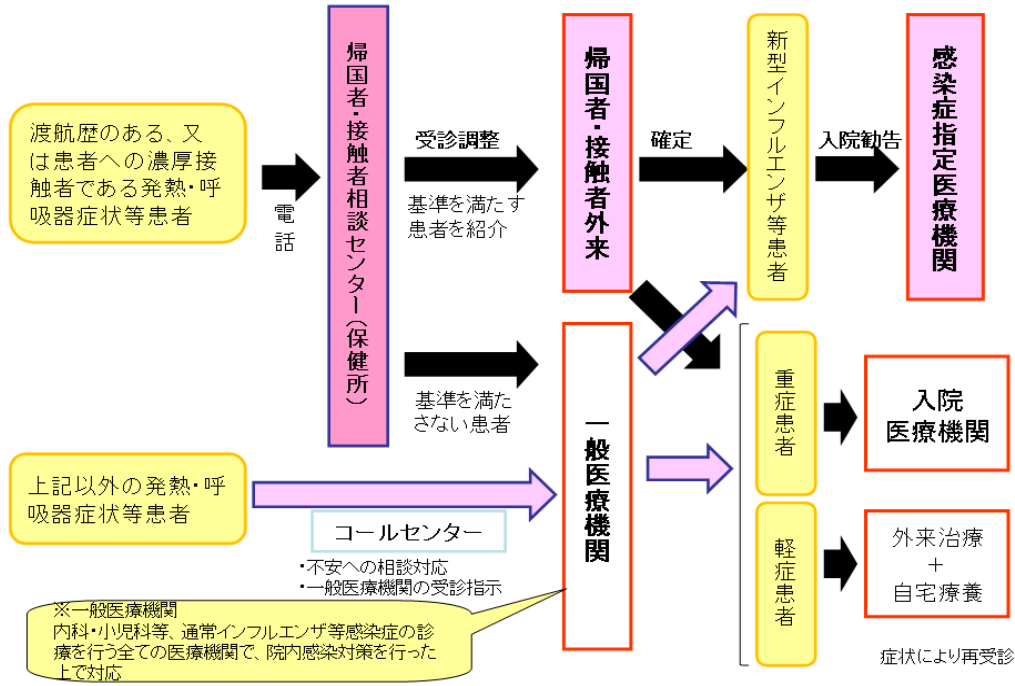 渡航歴のある、又
は患者への濃厚接
触者である発熱・呼
吸器症状等患者
電話
帰国者・接触者相談センター(保健所)
受診調整
基準を満たす
患者を紹介
帰国者・接触者外来
確定
新型インフルエンザ等患者
入院勧告
感染症指定医療機関
基準を満た
さない患者
上記以外の発熱・呼
吸器症状等患者
コールセンター
・不安への相談対応
・一般医療機関の受診指示
一般医療機関
重症患者
入院
医療機関
軽症患者
外来治療
+
自宅療養
症状により再受診
※一般医療機関
内科・小児科等、通常インフルエンザ等感染症の診
療を行う全ての医療機関で、院内感染対策を行った
上で対応